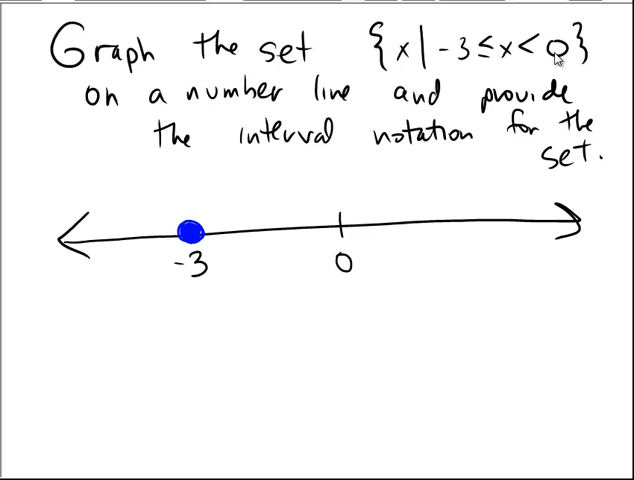 Graph the set {x | -3 ≤ x < 0}
on a number line and provide
the interval notation for the
set.
-3 0